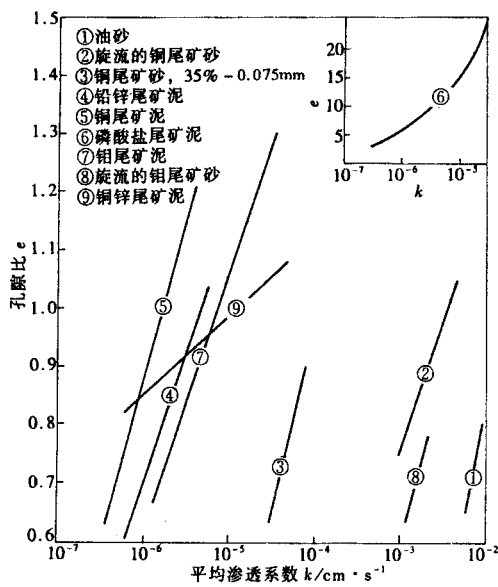 1.5
①油砂
②旋流的铜尾矿砂
③铜尾矿砂，35%－0.075mm
④铅锌尾矿泥
⑤铜尾矿泥
⑥磷酸盐尾矿泥
⑦钼尾矿泥
⑧旋流的钼尾矿砂
⑨铜锌尾矿泥
1.4
1.3
1.2
1.1
1.0
0.9
0.8
0.7
0.6
孔隙比 e
20
15
10
5
e
⑥
10⁻⁷ 10⁻⁶ 10⁻⁵
k
⑤
⑨
⑦
④
②
③
⑧
①
10⁻⁷ 10⁻⁶ 10⁻⁵ 10⁻⁴ 10⁻³ 10⁻²
平均渗透系数 k/cm·s⁻¹